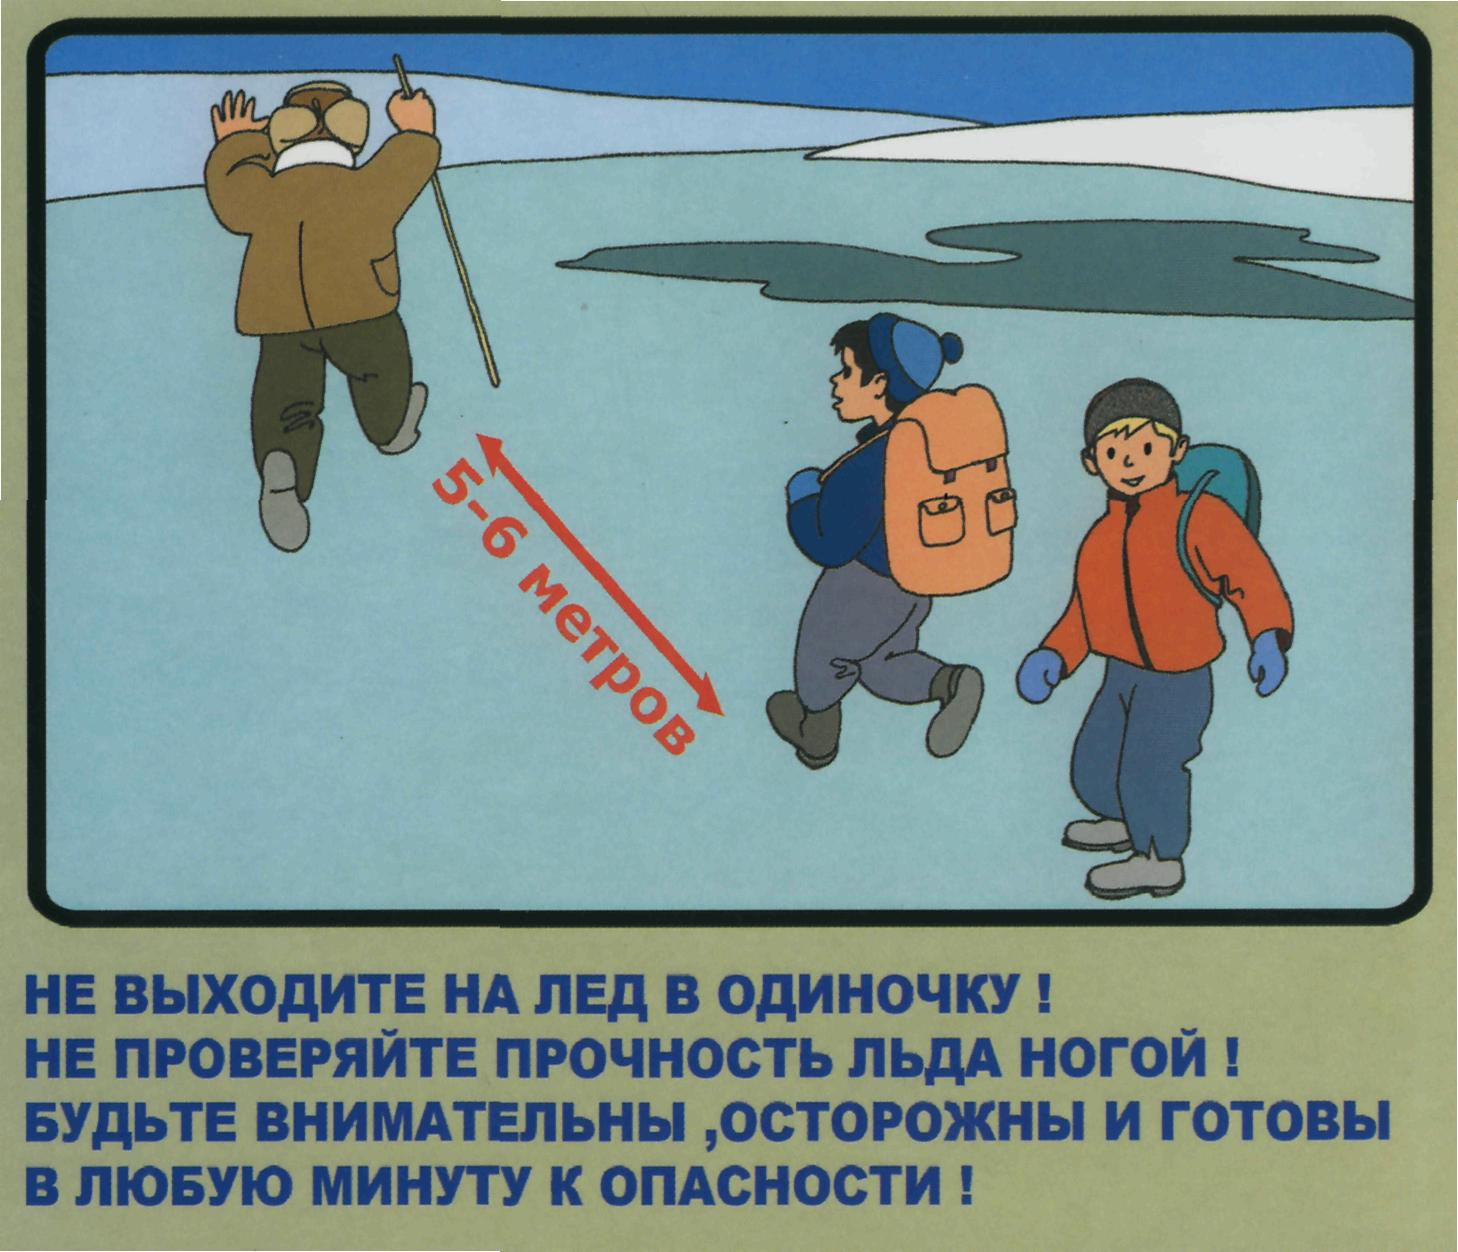 5-6 метров
НЕ ВЫХОДИТЕ НА ЛЕД В ОДИНОЧКУ !
НЕ ПРОВЕРЯЙТЕ ПРОЧНОСТЬ ЛЬДА НОГОЙ !
БУДЬТЕ ВНИМАТЕЛЬНЫ ,ОСТОРОЖНЫ И ГОТОВЫ
В ЛЮБУЮ МИНУТУ К ОПАСНОСТИ !